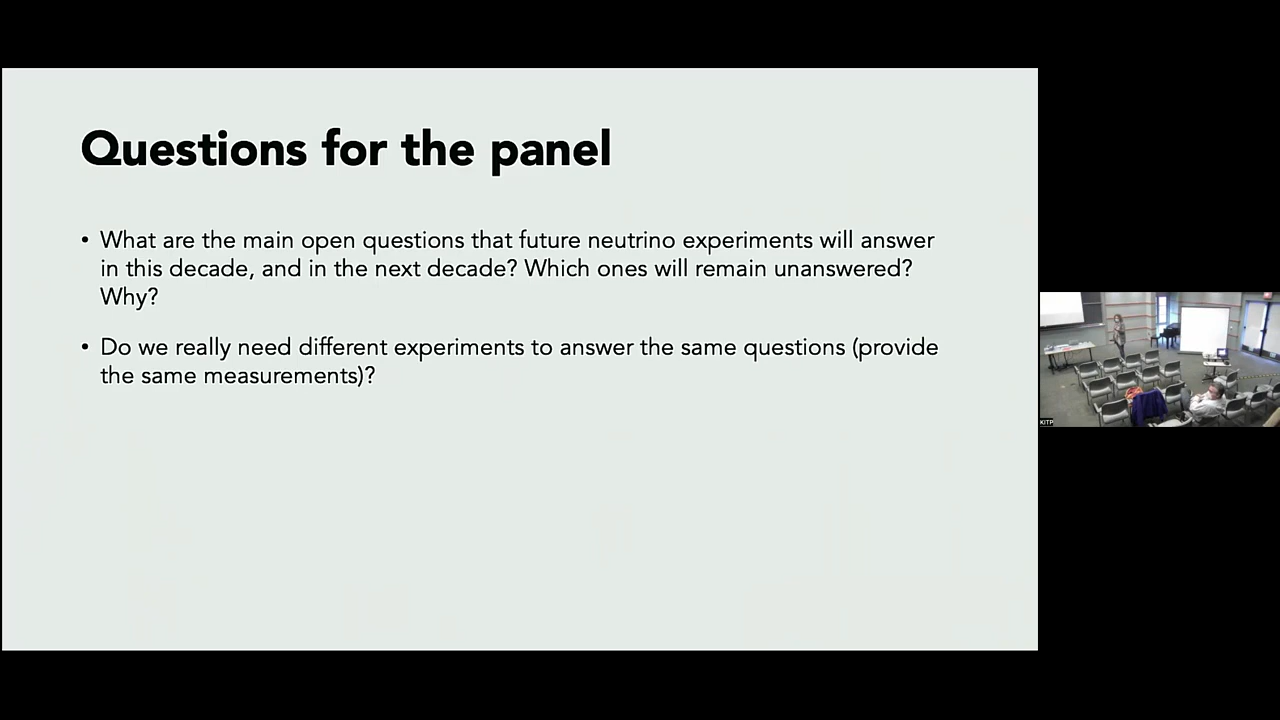 Questions for the panel
• What are the main open questions that future neutrino experiments will answer
in this decade, and in the next decade? Which ones will remain unanswered?
Why?
• Do we really need different experiments to answer the same questions (provide
the same measurements)?
KITP